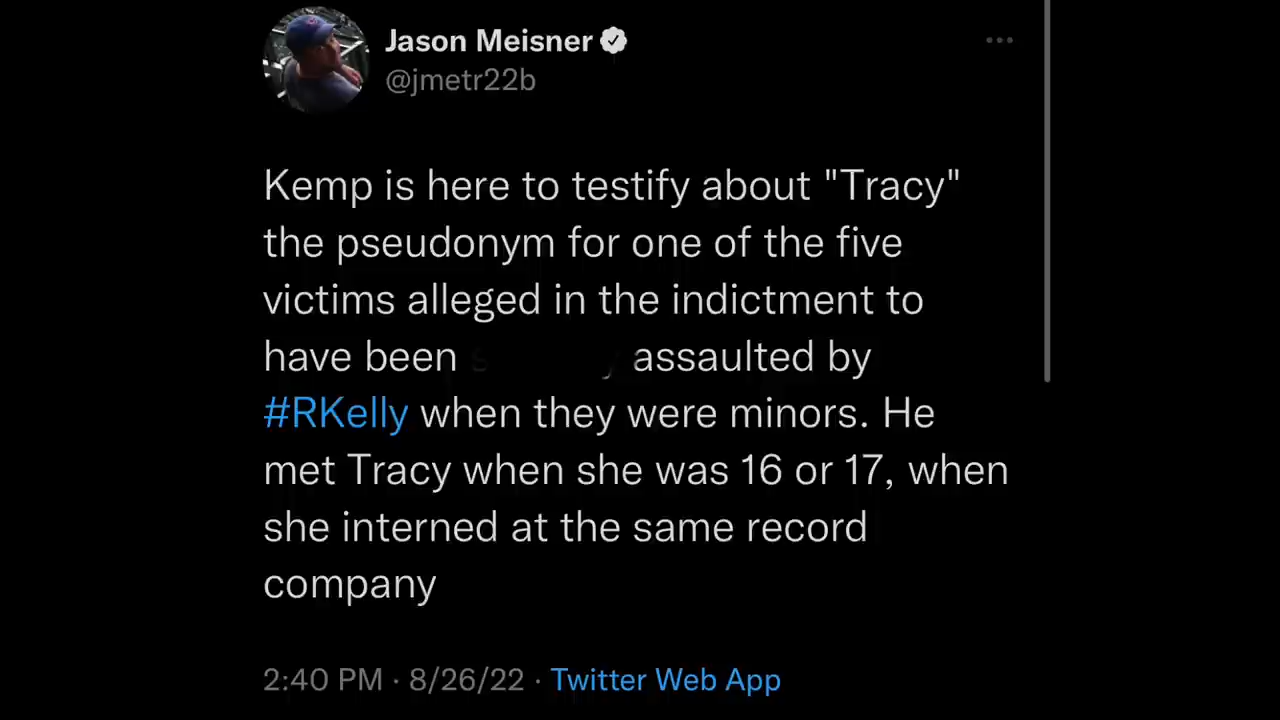 Jason Meisner
@jmetr22b
Kemp is here to testify about "Tracy"
the pseudonym for one of the five
victims alleged in the indictment to
have been assaulted by
#RKelly when they were minors. He
met Tracy when she was 16 or 17, when
she interned at the same record
company
2:40 PM · 8/26/22 · Twitter Web App